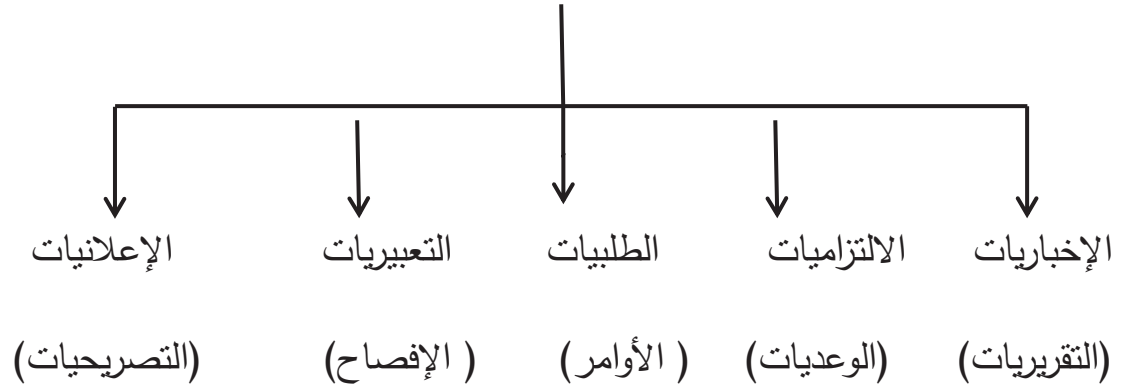 الإخباريات الالتزاميات الطلبيات التعبيريات الإعلانيات
(التقريريات) (الوعديات) ( الأوامر) ( الإفصاح) (التصريحيات)